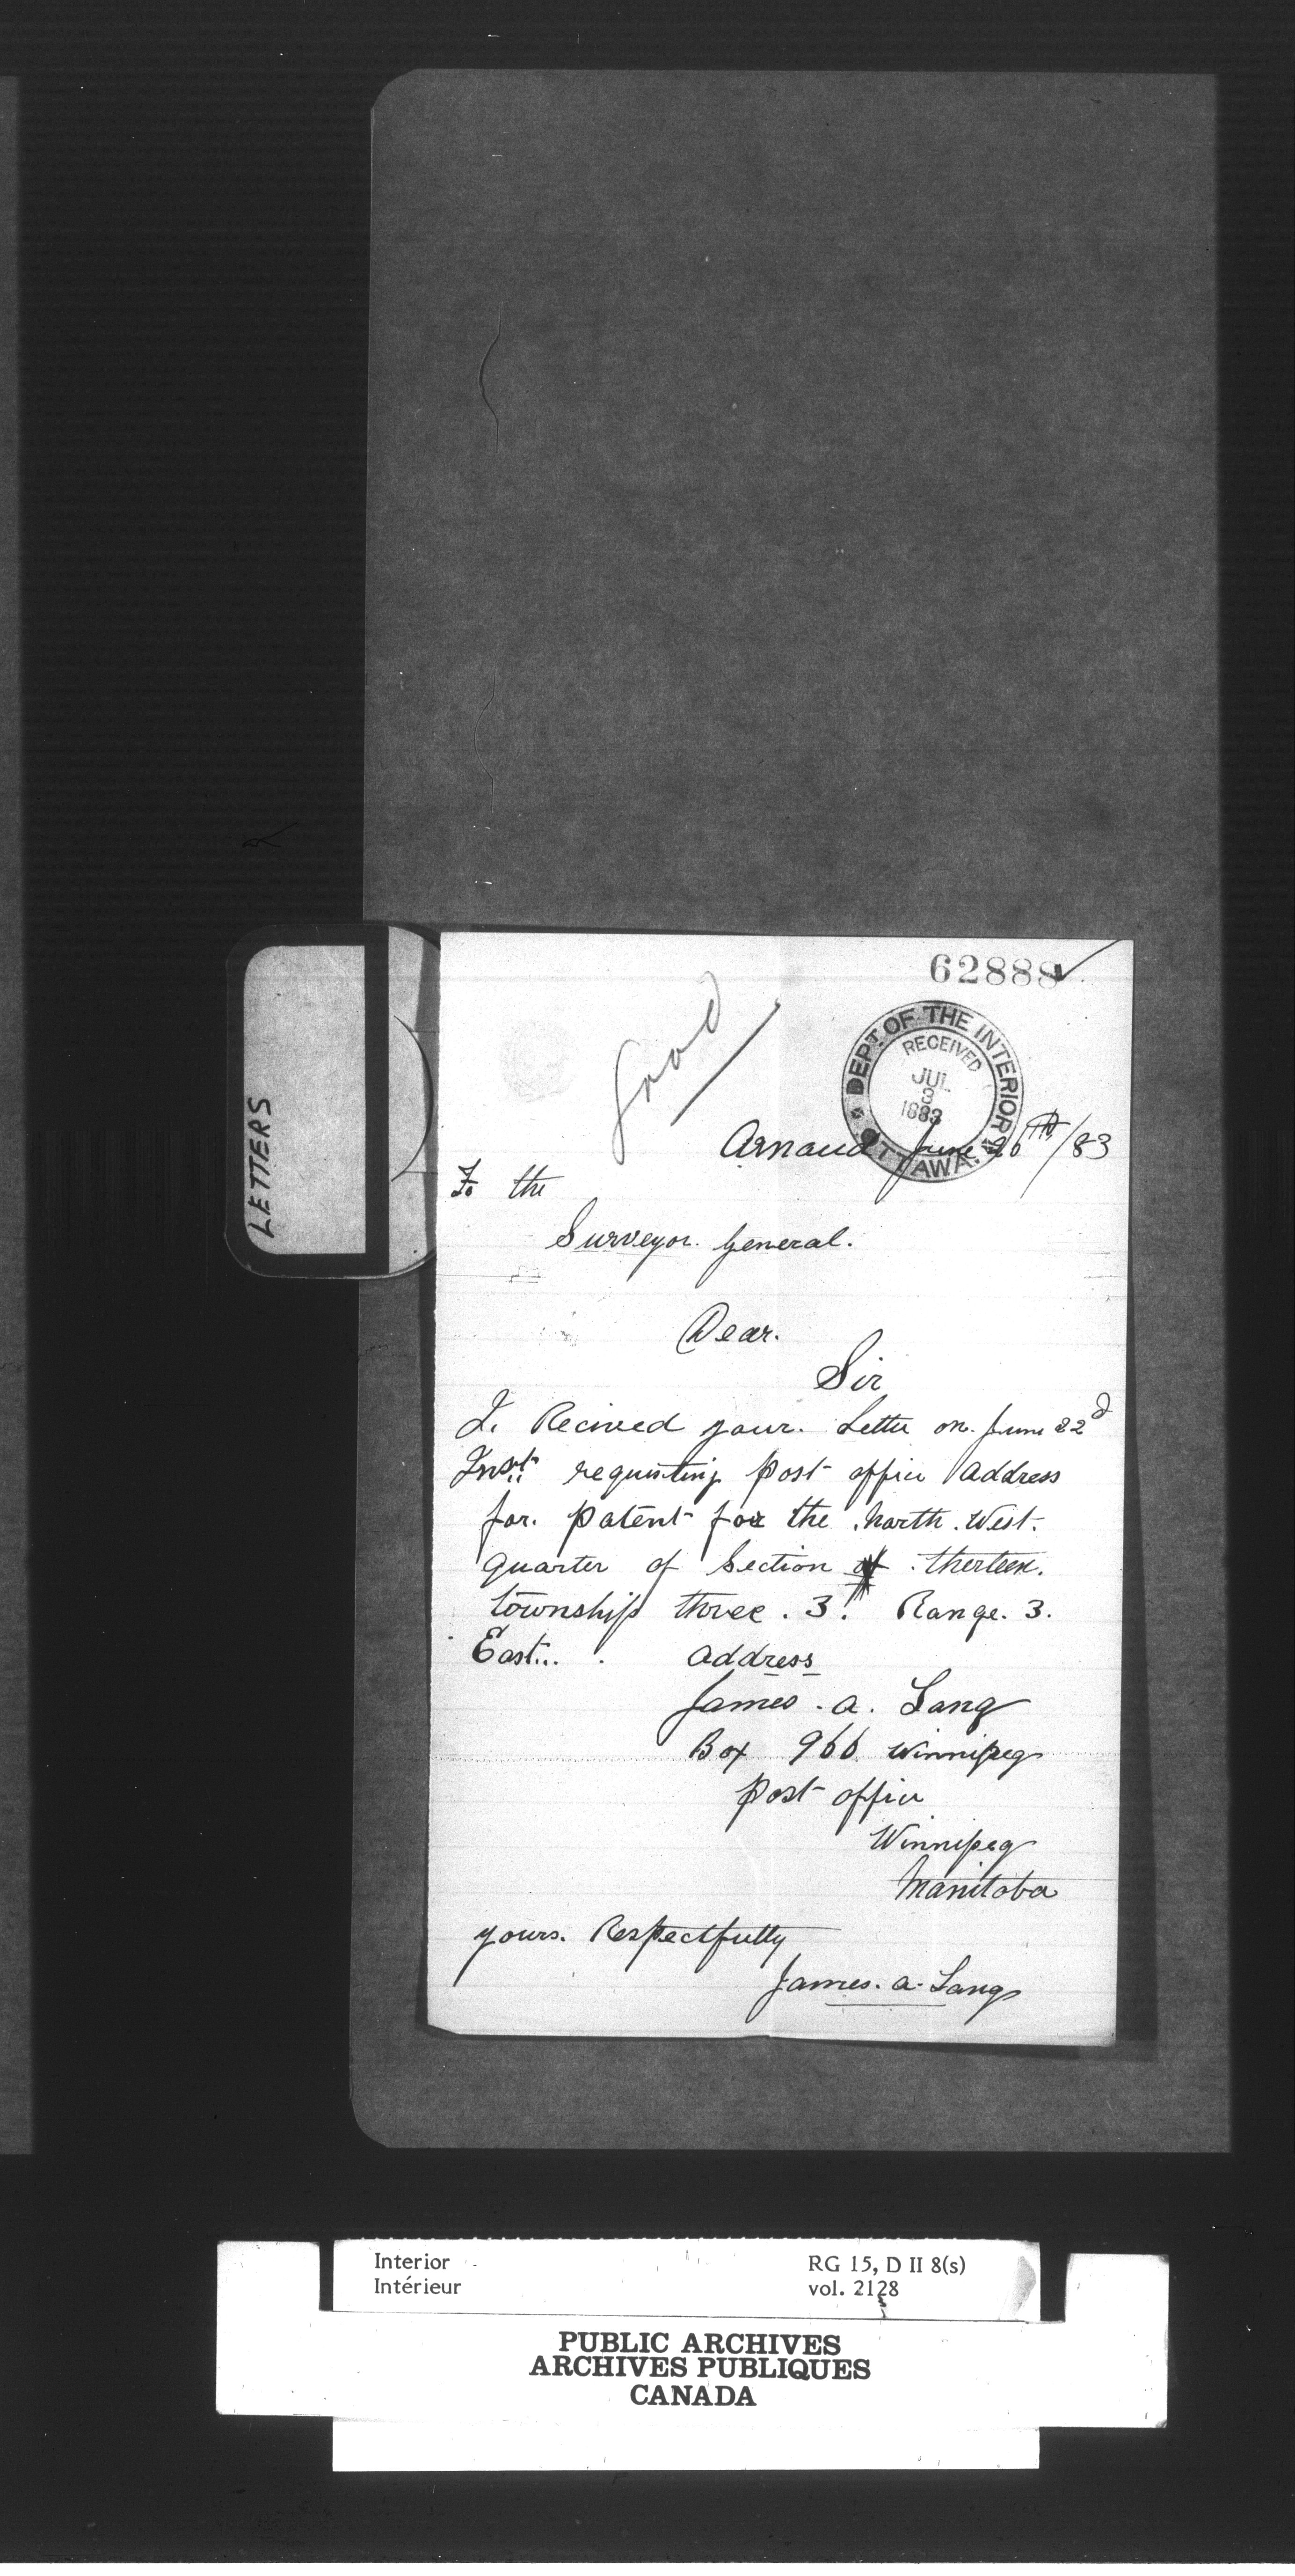 LETTERS
62888
good
DEPT. OF THE INTERIOR
RECEIVED
JUL
3
1883
OTTAWA.
Arnaud June 26th/83
To the
Surveyor. General.
Dear.
Sir
I. Recived your. Letter on. June 22d
Inst. requisting post office address
for. patent for the .North .West.
quarter of Section . therteen.
township three . 3. Range. 3.
East... . address
James . a. Lang
Box 966 Winnipeg
post office
Winnipeg
Manitoba
yours. Respectfully
James. a. Lang
Interior
Intérieur
RG 15, D II 8(s)
vol. 2128
PUBLIC ARCHIVES
ARCHIVES PUBLIQUES
CANADA